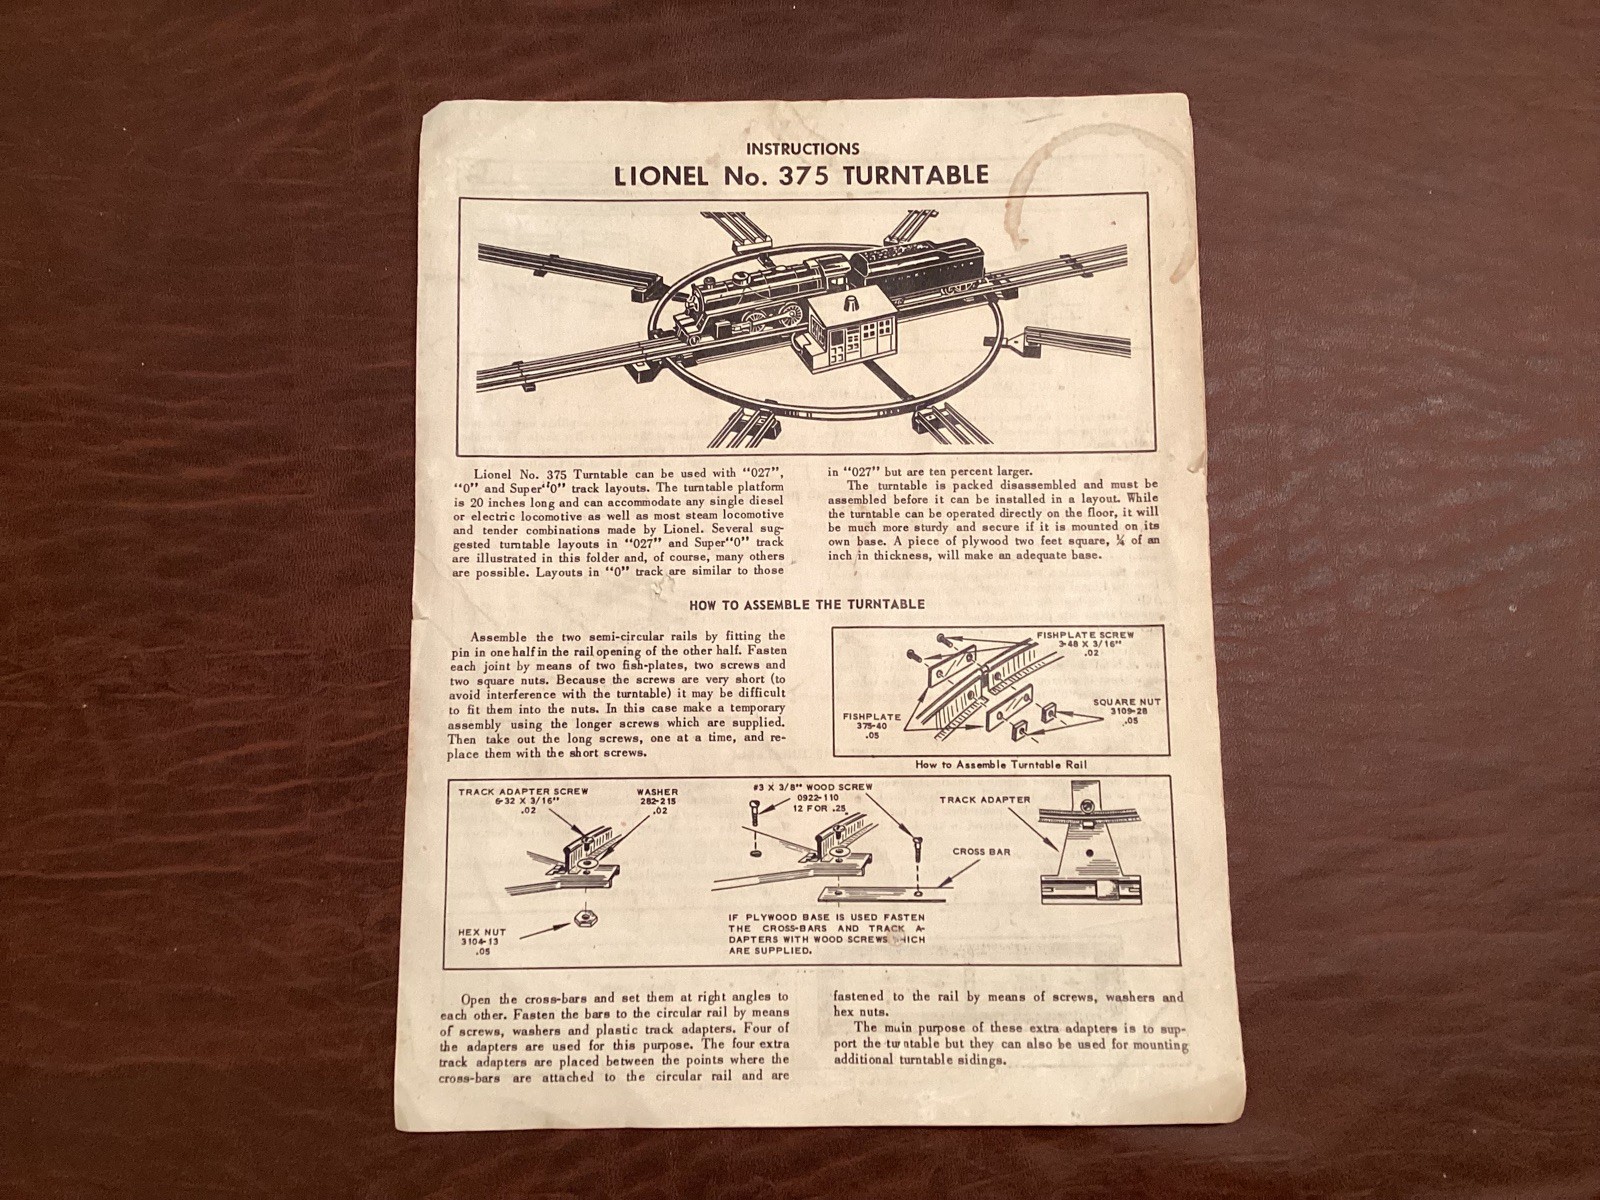 INSTRUCTIONS
LIONEL No. 375 TURNTABLE
Lionel No. 375 Turntable can be used with "027",
"0" and Super"0" track layouts. The turntable platform
is 20 inches long and can accommodate any single diesel
or electric locomotive as well as most steam locomotive
and tender combinations made by Lionel. Several sug-
gested turntable layouts in "027" and Super"0" track
are illustrated in this folder and, of course, many others
are possible. Layouts in "0" track are similar to those
in "027" but are ten percent larger.
The turntable is packed disassembled and must be
assembled before it can be installed in a layout. While
the turntable can be operated directly on the floor, it will
be much more sturdy and secure if it is mounted on its
own base. A piece of plywood two feet square, ¼ of an
inch in thickness, will make an adequate base.
HOW TO ASSEMBLE THE TURNTABLE
Assemble the two semi-circular rails by fitting the
pin in one half in the rail opening of the other half. Fasten
each joint by means of two fish-plates, two screws and
two square nuts. Because the screws are very short (to
avoid interference with the turntable) it may be difficult
to fit them into the nuts. In this case make a temporary
assembly using the longer screws which are supplied.
Then take out the long screws, one at a time, and re-
place them with the short screws.
FISHPLATE SCREW
3-48 X 3/16"
.02
FISHPLATE
375-40
.05
SQUARE NUT
3109-28
.05
How to Assemble Turntable Rail
TRACK ADAPTER SCREW
6-32 X 3/16"
.02
WASHER
282-215
.02
HEX NUT
3104-13
.05
#3 X 3/8" WOOD SCREW
0922-110
12 FOR .25
CROSS BAR
IF PLYWOOD BASE IS USED FASTEN
THE CROSS-BARS AND TRACK A-
DAPTERS WITH WOOD SCREWS WHICH
ARE SUPPLIED.
TRACK ADAPTER
Open the cross-bars and set them at right angles to
each other. Fasten the bars to the circular rail by means
of screws, washers and plastic track adapters. Four of
the adapters are used for this purpose. The four extra
track adapters are placed between the points where the
cross-bars are attached to the circular rail and are
fastened to the rail by means of screws, washers and
hex nuts.
The main purpose of these extra adapters is to sup-
port the turntable but they can also be used for mounting
additional turntable sidings.